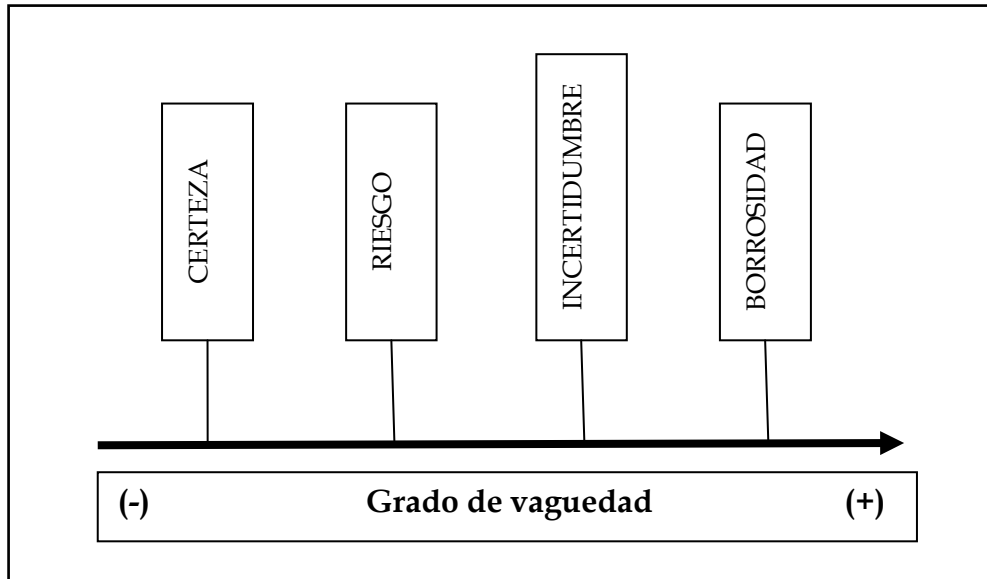 CERTEZA
RIESGO
INCERTIDUMBRE
BORROSIDAD
(-) Grado de vaguedad (+)